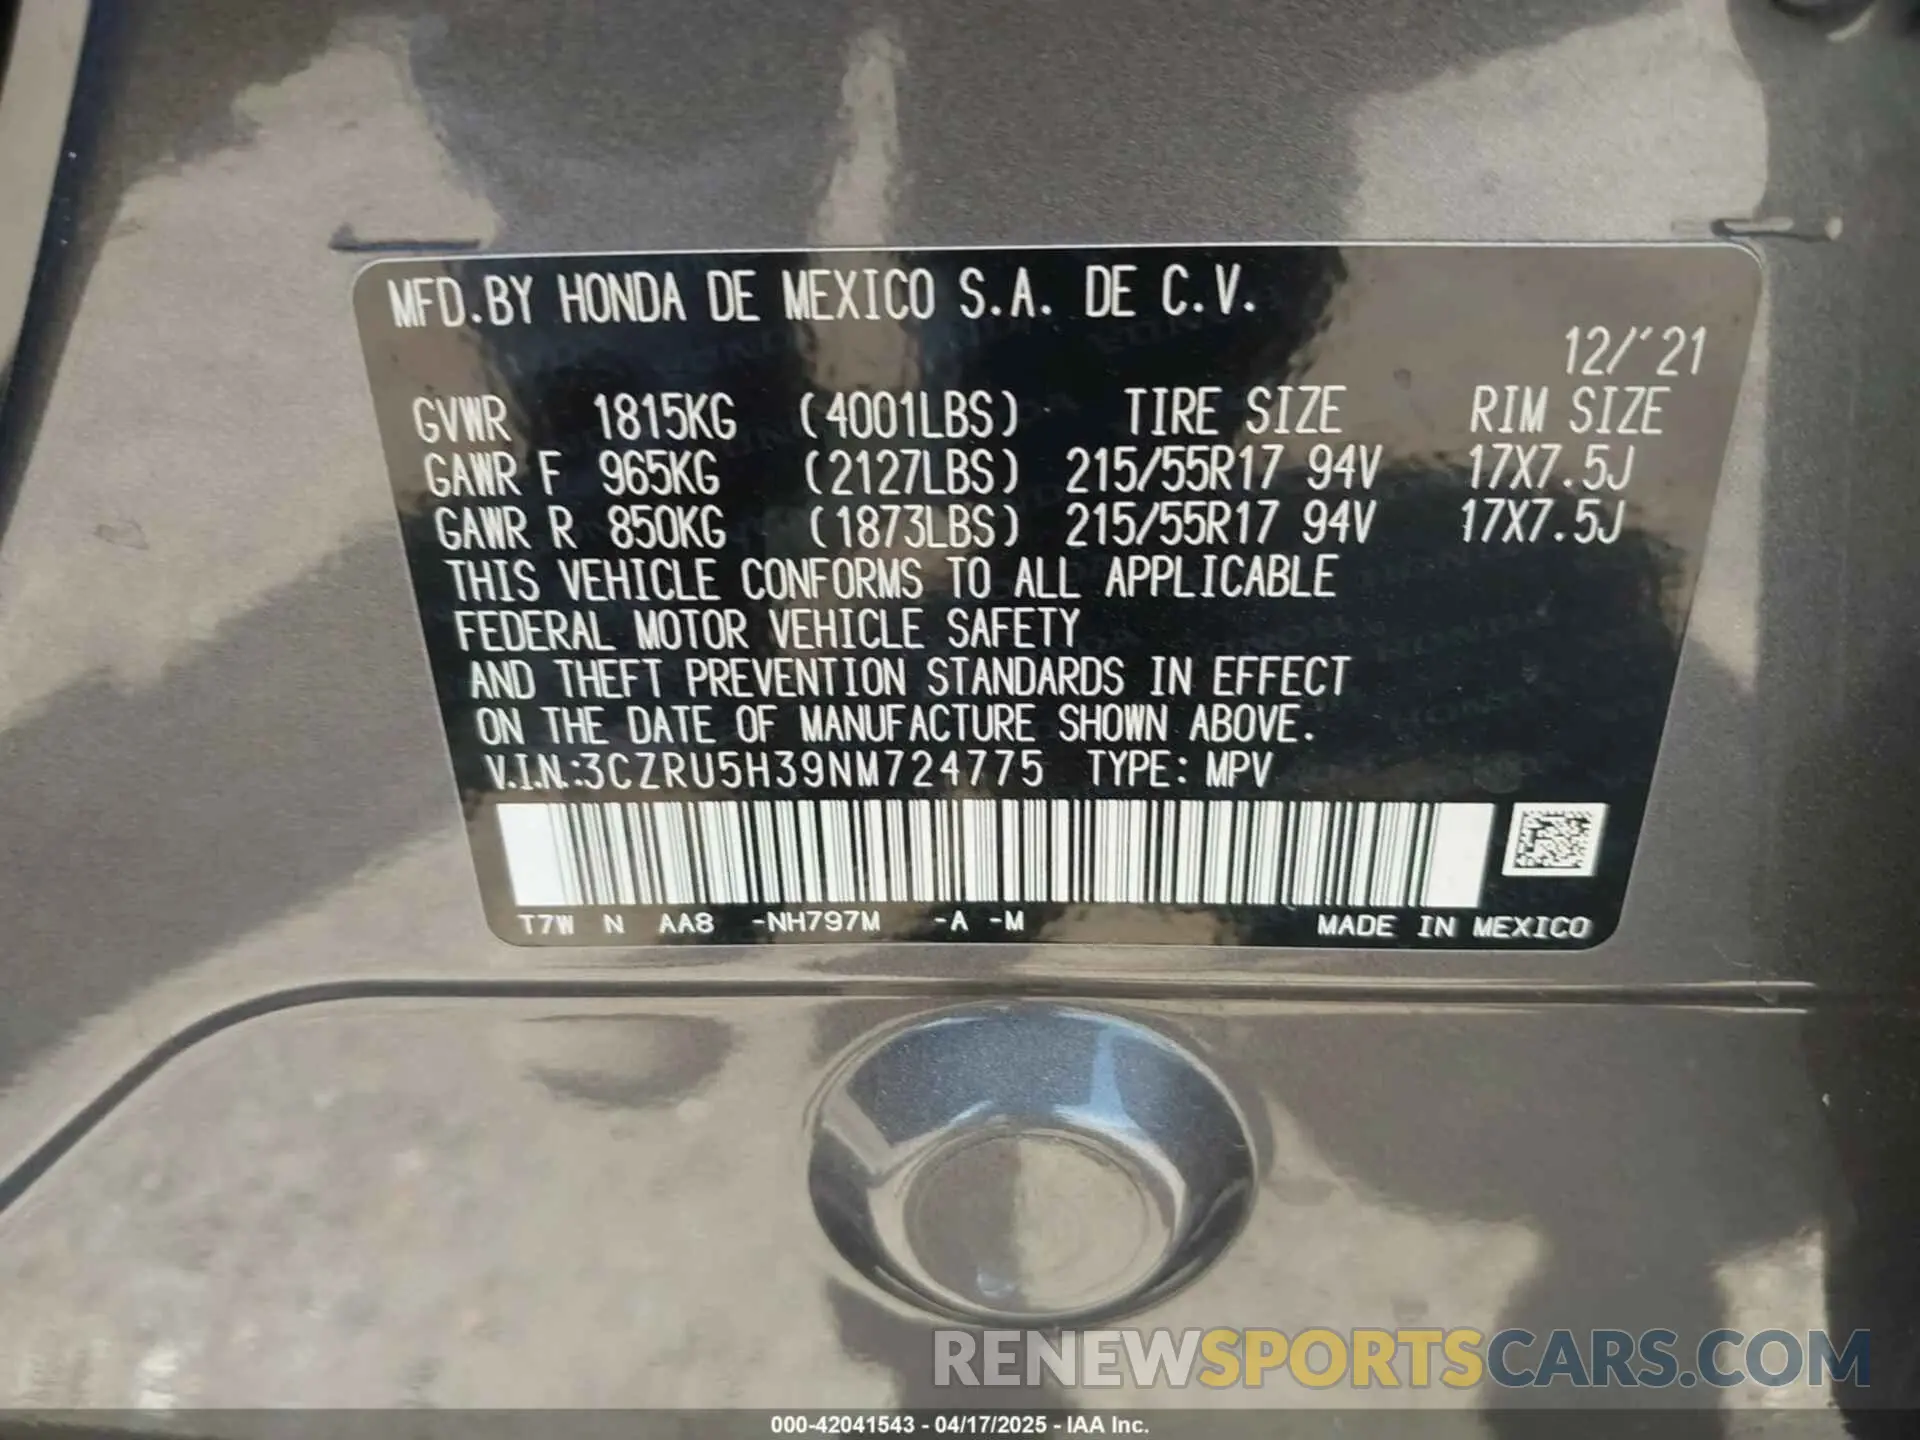 MFD.BY HONDA DE MEXICO S.A. DE C.V.
12/'21
GVWR 1815KG (4001LBS) TIRE SIZE RIM SIZE
GAWR F 965KG (2127LBS) 215/55R17 94V 17X7.5J
GAWR R 850KG (1873LBS) 215/55R17 94V 17X7.5J
THIS VEHICLE CONFORMS TO ALL APPLICABLE
FEDERAL MOTOR VEHICLE SAFETY
AND THEFT PREVENTION STANDARDS IN EFFECT
ON THE DATE OF MANUFACTURE SHOWN ABOVE.
V.I.N.:3CZRU5H39NM724775 TYPE: MPV
T7W N AA8 -NH797M -A -M MADE IN MEXICO
RENEWSPORTSCARS.COM
000-42041543 - 04/17/2025 - IAA Inc.